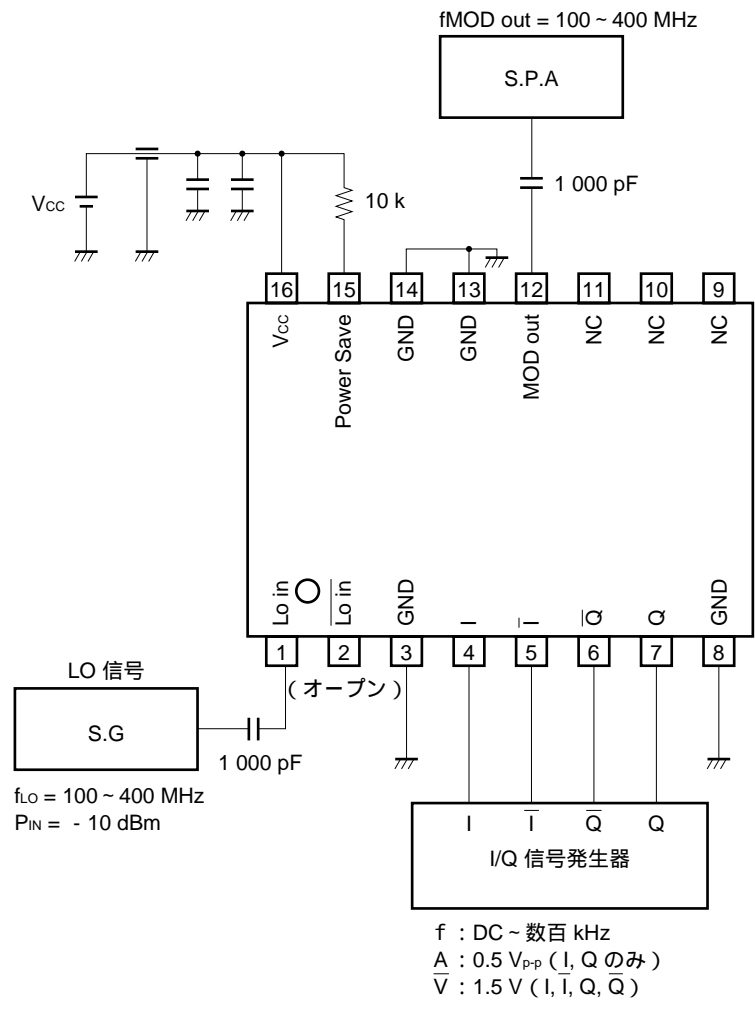 fMOD out = 100 ~ 400 MHz
S.P.A
1 000 pF
Vcc
10 k
16 15 14 13 12 11 10 9
Vcc
Power Save
GND
GND
MOD out
NC
NC
NC
Lo in
L̅o̅ ̅i̅n̅
GND
I
I̅
Q̅
Q
GND
1 2 3 4 5 6 7 8
LO 信号
(オープン)
S.G
1 000 pF
fLO = 100 ~ 400 MHz
PIN = - 10 dBm
I I̅ Q̅ Q
I/Q 信号発生器
f : DC ~ 数百 kHz
A : 0.5 Vp-p ( I, Q のみ )
V̅ : 1.5 V ( I, I̅, Q, Q̅ )